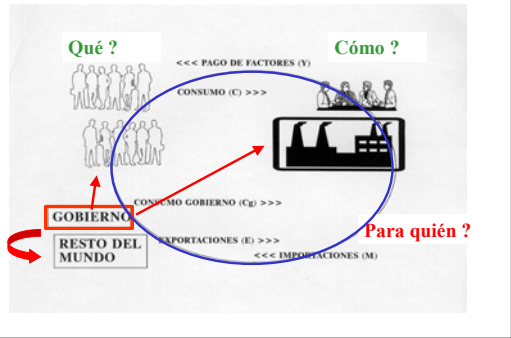 Qué ?
Cómo ?
<<< PAGO DE FACTORES (Y)
CONSUMO (C) >>>
CONSUMO GOBIERNO (Cg) >>>
GOBIERNO
Para quién ?
RESTO DEL
MUNDO
EXPORTACIONES (E) >>>
<<< IMPORTACIONES (M)